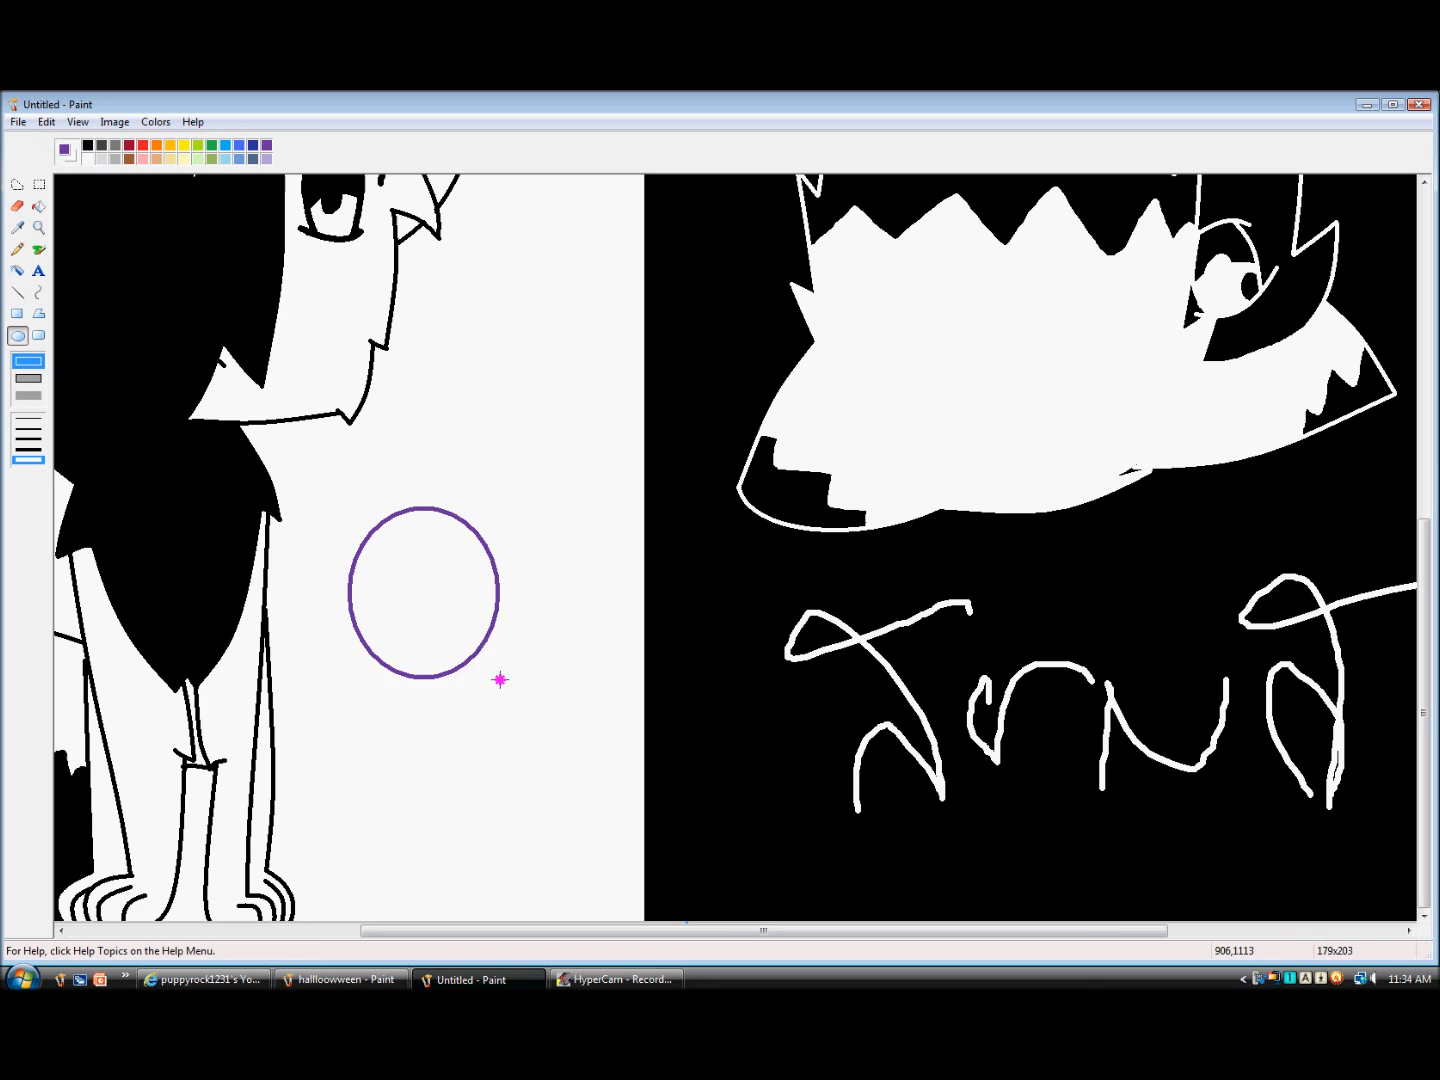 Untitled - Paint
File Edit View Image Colors Help
A
For Help, click Help Topics on the Help Menu.
906,1113
179x203
puppyrock1231's Yo...
halloowween - Paint
Untitled - Paint
HyperCam - Record...
11:34 AM